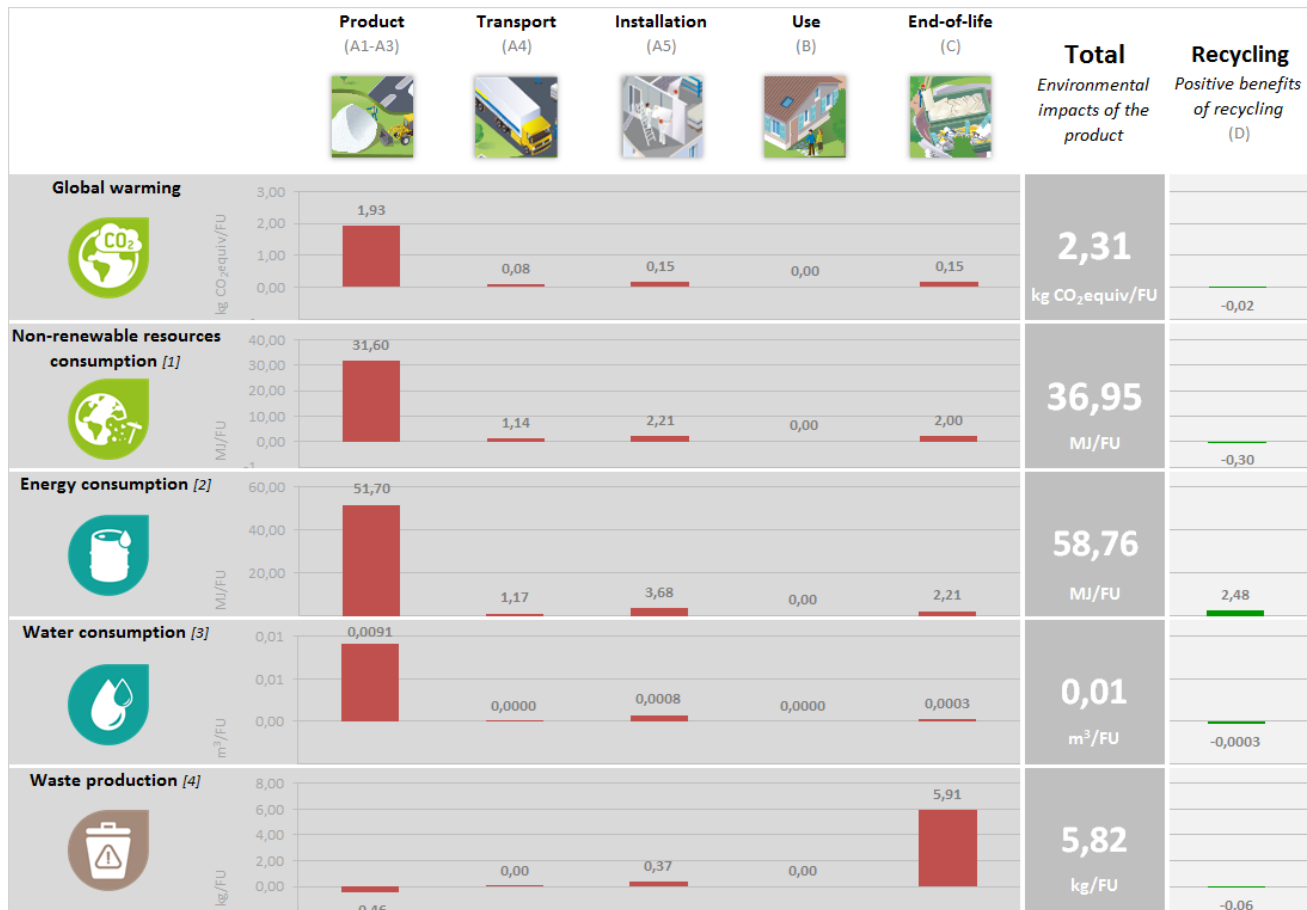 Product
(A1-A3)
Transport
(A4)
Installation
(A5)
Use
(B)
End-of-life
(C)
Total
Environmental
impacts of the
product
Recycling
Positive benefits
of recycling
(D)
Global warming
CO₂
kg CO₂equiv/FU
3,00
2,00
1,00
0,00
1,93
0,08
0,15
0,00
0,15
2,31
kg CO₂equiv/FU
-0,02
Non-renewable resources
consumption [1]
MJ/FU
40,00
30,00
20,00
10,00
0,00
31,60
1,14
2,21
0,00
2,00
36,95
MJ/FU
-0,30
Energy consumption [2]
MJ/FU
60,00
40,00
20,00
51,70
1,17
3,68
0,00
2,21
58,76
MJ/FU
2,48
Water consumption [3]
m³/FU
0,01
0,01
0,00
0,0091
0,0000
0,0008
0,0000
0,0003
0,01
m³/FU
-0,0003
Waste production [4]
kg/FU
8,00
6,00
4,00
2,00
0,00
0,00
0,37
0,00
5,91
5,82
kg/FU
-0,06